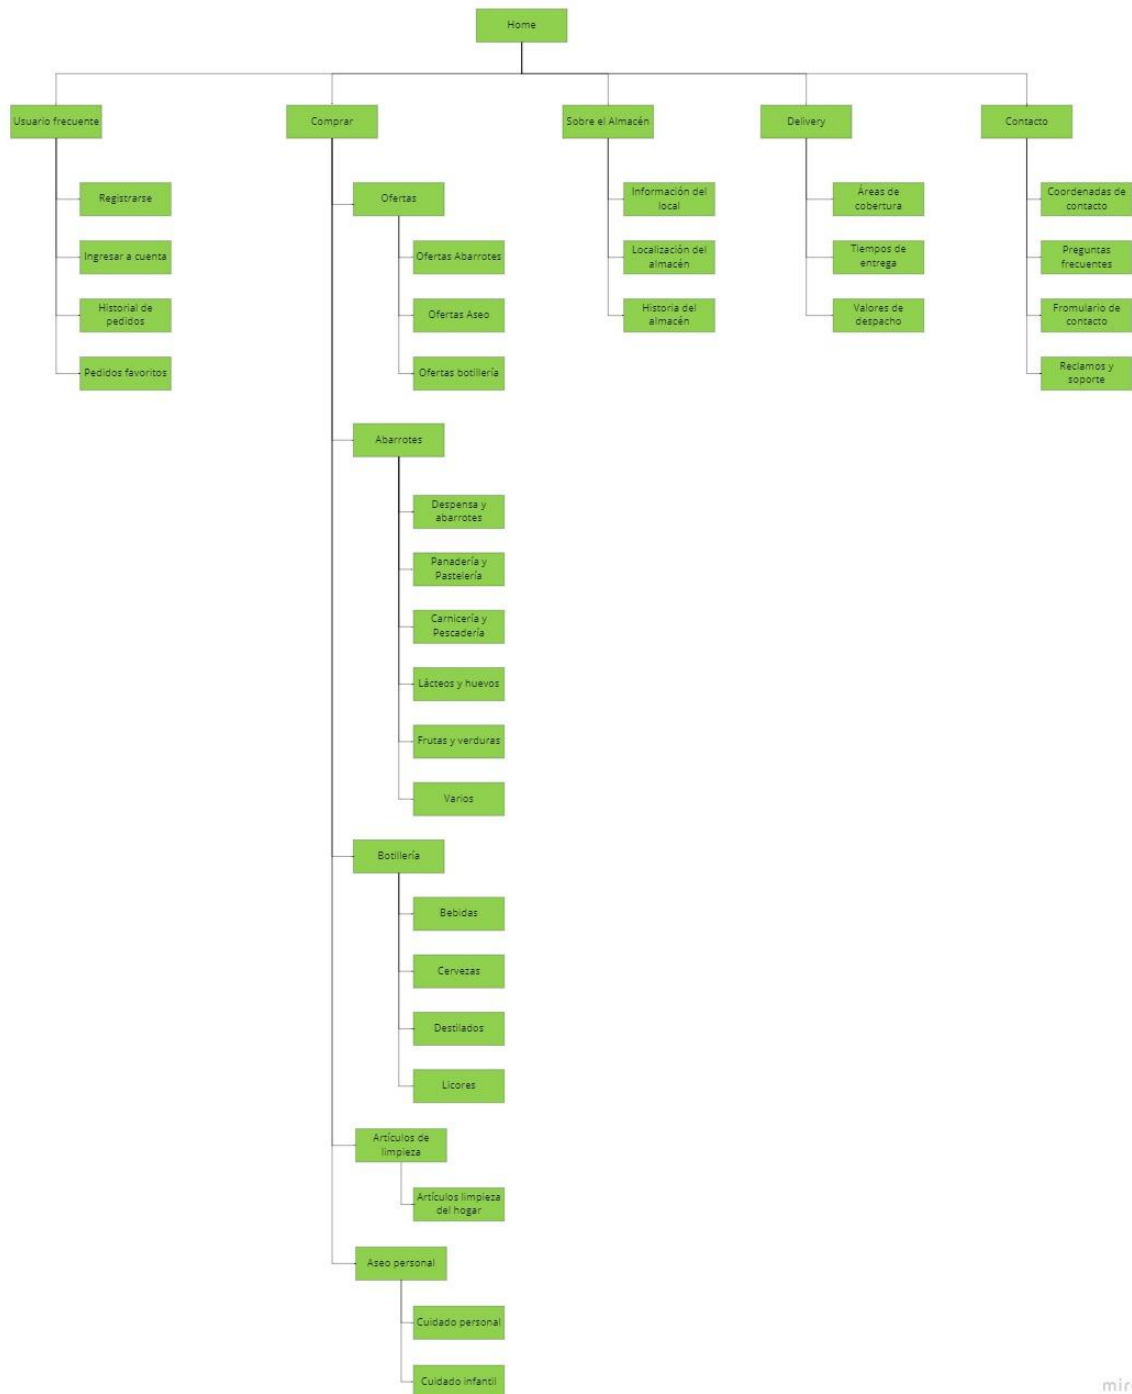 Home
Usuario frecuente
Comprar
Sobre el Almacén
Delivery
Contacto
Registrarse
Ingresar a cuenta
Historial de
pedidos
Pedidos favoritos
Ofertas
Ofertas Abarrotes
Ofertas Aseo
Ofertas botillería
Abarrotes
Despensa y
abarrotes
Panadería y
Pastelería
Carnicería y
Pescadería
Lácteos y huevos
Frutas y verduras
Varios
Botillería
Bebidas
Cervezas
Destilados
Licores
Artículos de
limpieza
Artículos limpieza
del hogar
Aseo personal
Cuidado personal
Cuidado infantil
Información del
local
Localización del
almacén
Historia del
almacén
Áreas de
cobertura
Tiempos de
entrega
Valores de
despacho
Coordenadas de
contacto
Preguntas
frecuentes
Fromulario de
contacto
Reclamos y
soporte